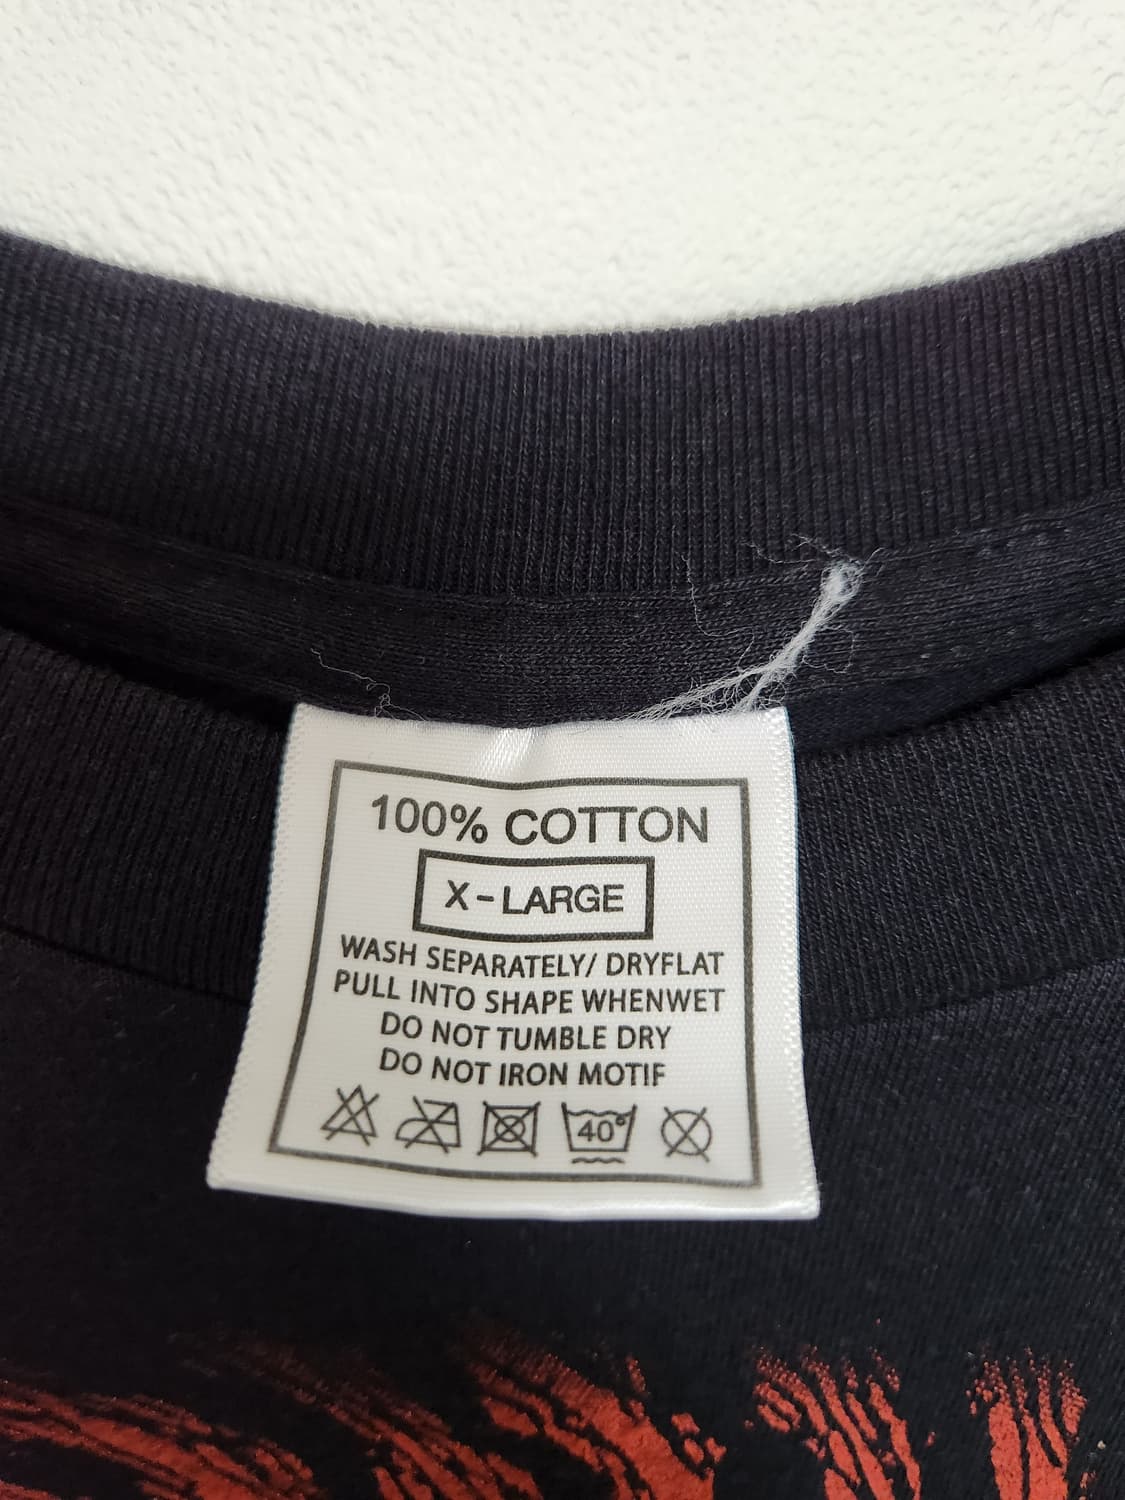 100% COTTON
X-LARGE
WASH SEPARATELY/ DRYFLAT
PULL INTO SHAPE WHENWET
DO NOT TUMBLE DRY
DO NOT IRON MOTIF
40°